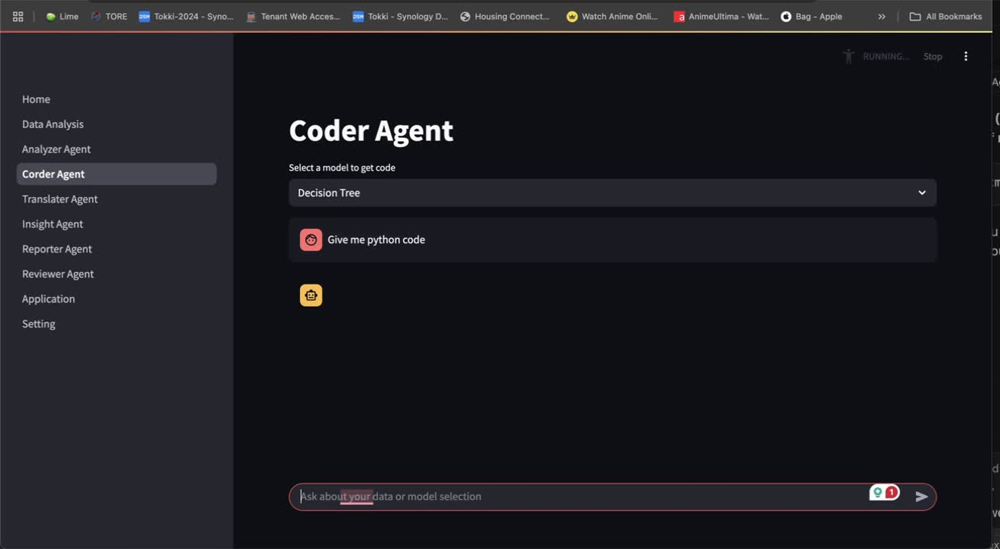 Lime TORE Tokki-2024 - Syno... Tenant Web Acces... Tokki - Synology D... Housing Connect... Watch Anime Onli... AnimeUltima - Wat... Bag - Apple » All Bookmarks
RUNNING... Stop
Home
Data Analysis
Analyzer Agent
Corder Agent
Translater Agent
Insight Agent
Reporter Agent
Reviewer Agent
Application
Setting
Coder Agent
Select a model to get code
Decision Tree
Give me python code
Ask about your data or model selection
1